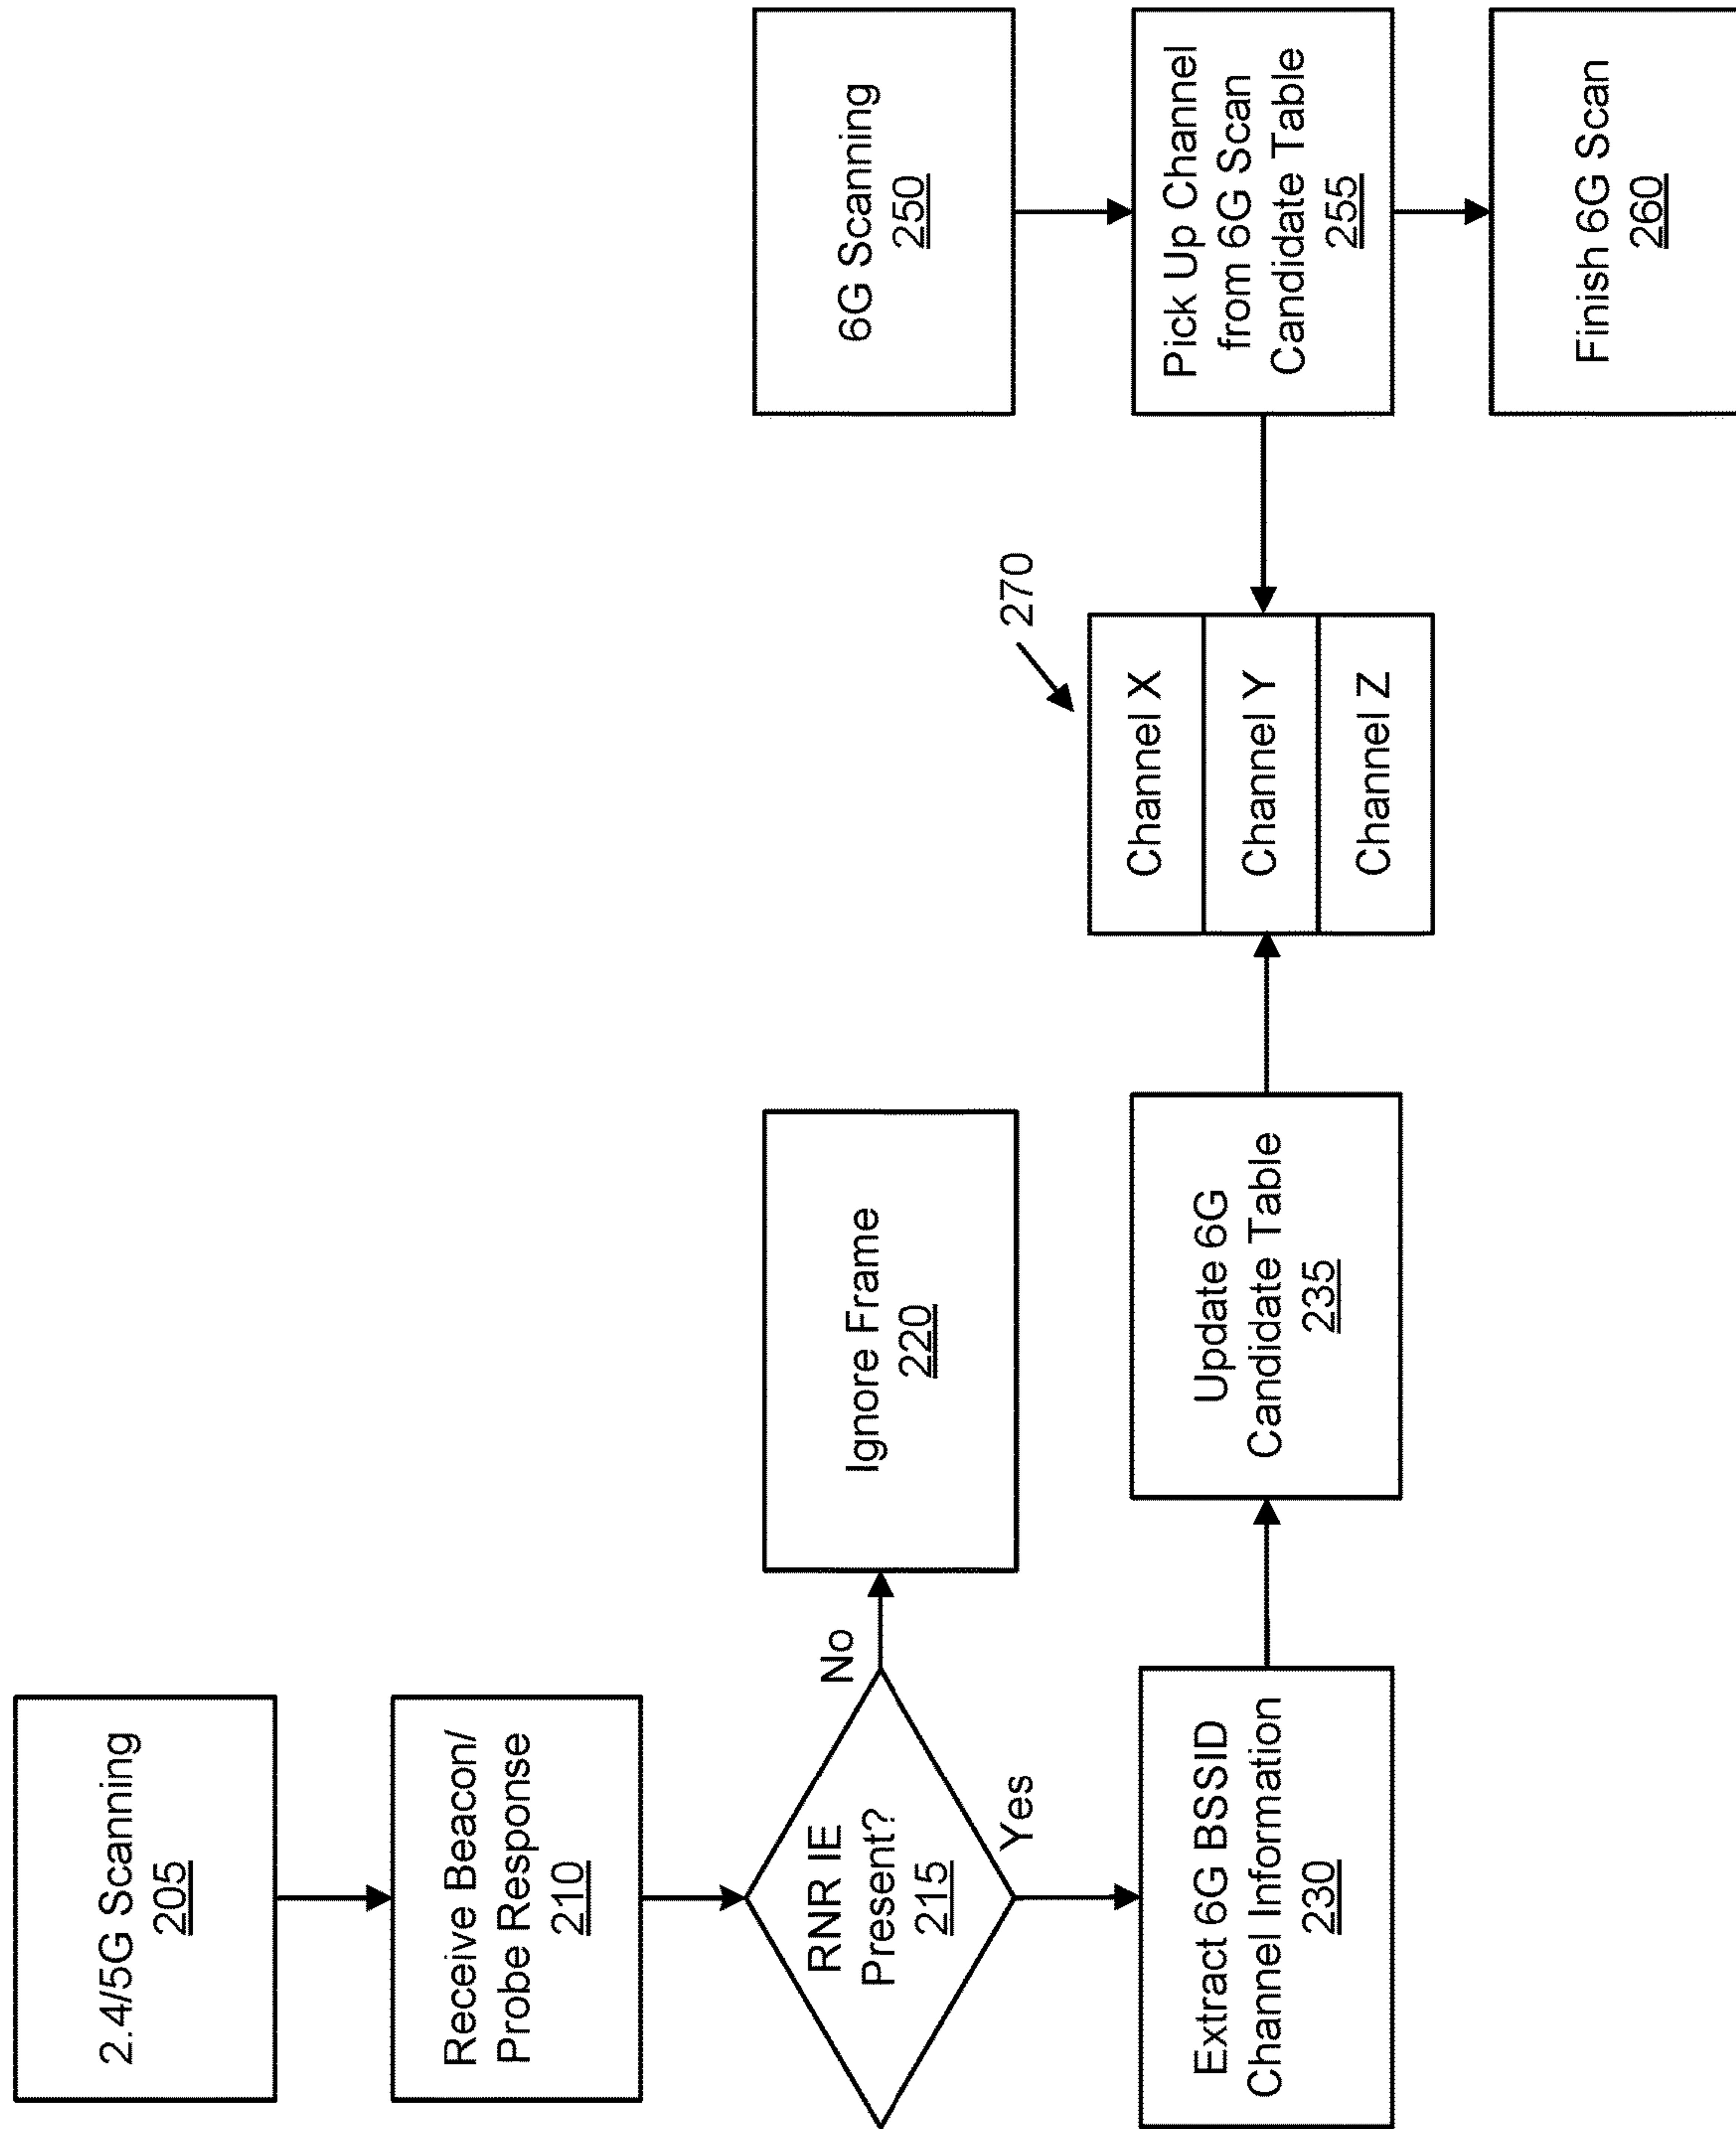 2.4/5G Scanning
205
Receive Beacon/
Probe Response
210
RNR IE
Present?
215
No
Yes
Ignore Frame
220
Extract 6G BSSID
Channel Information
230
Update 6G
Candidate Table
235
270
Channel X
Channel Y
Channel Z
6G Scanning
250
Pick Up Channel
from 6G Scan
Candidate Table
255
Finish 6G Scan
260